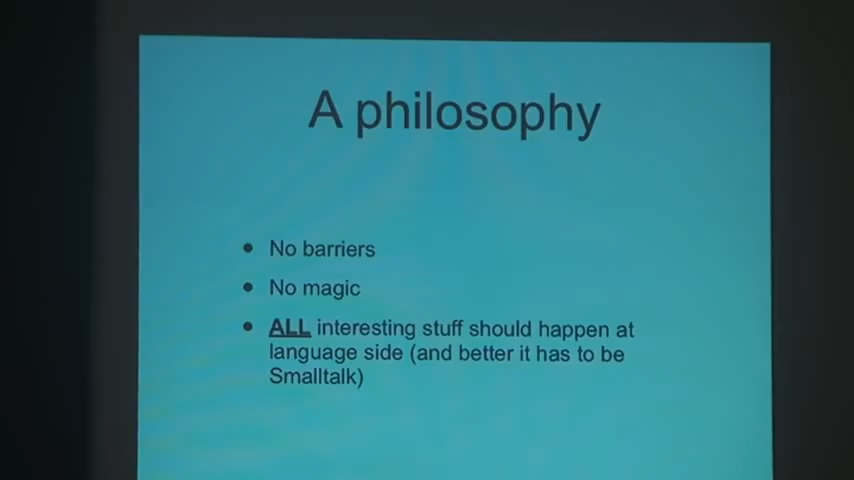 A philosophy
• No barriers
• No magic
• ALL interesting stuff should happen at
language side (and better it has to be
Smalltalk)